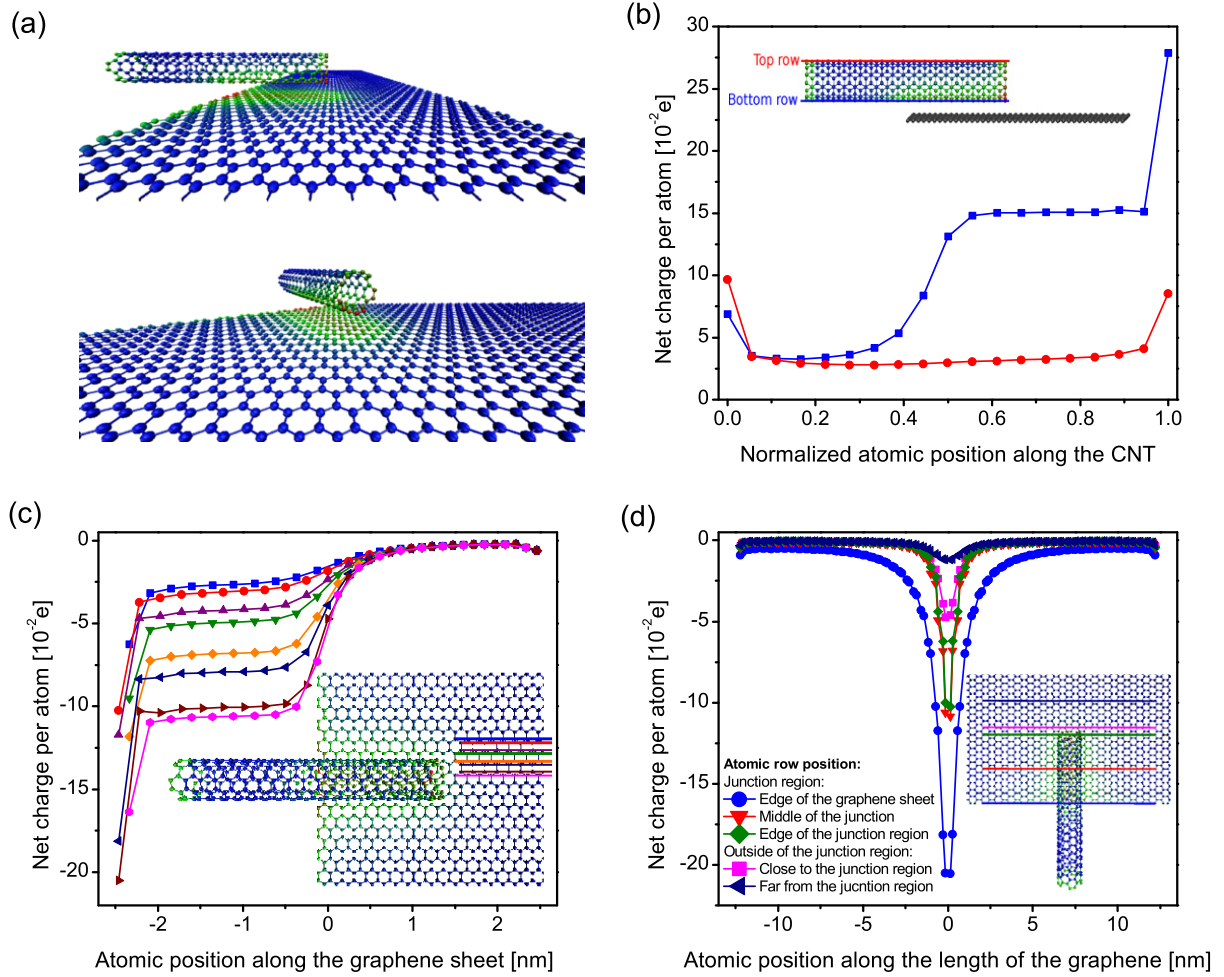 (a)
(b)
30
25
20
15
10
5
0
Net charge per atom [10⁻²e]
Top row
Bottom row
0.0
0.2
0.4
0.6
0.8
1.0
Normalized atomic position along the CNT
(c)
0
-5
-10
-15
-20
Net charge per atom [10⁻²e]
-2
-1
0
1
2
Atomic position along the graphene sheet [nm]
(d)
0
-5
-10
-15
-20
Net charge per atom [10⁻²e]
Atomic row position:
Junction region:
Edge of the graphene sheet
Middle of the junction
Edge of the junction region
Outside of the junction region:
Close to the junction region
Far from the jucntion region
-10
-5
0
5
10
Atomic position along the length of the graphene [nm]